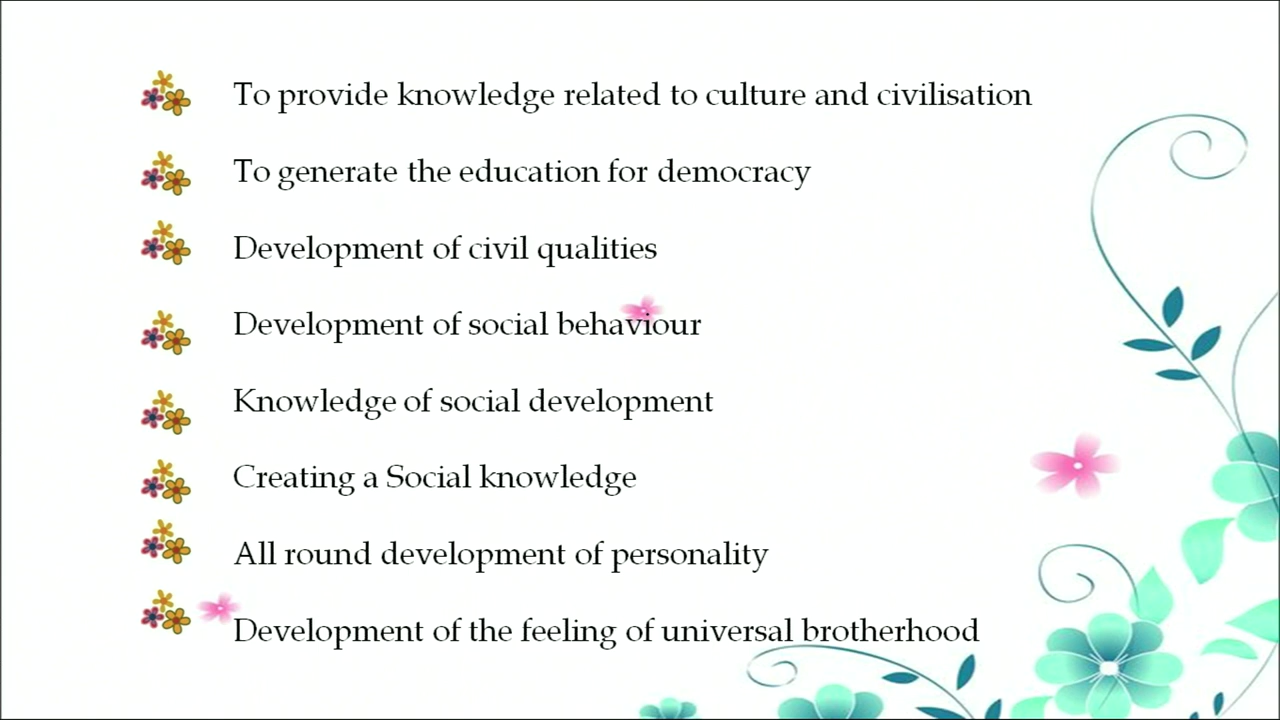 To provide knowledge related to culture and civilisation
To generate the education for democracy
Development of civil qualities
Development of social behaviour
Knowledge of social development
Creating a Social knowledge
All round development of personality
Development of the feeling of universal brotherhood